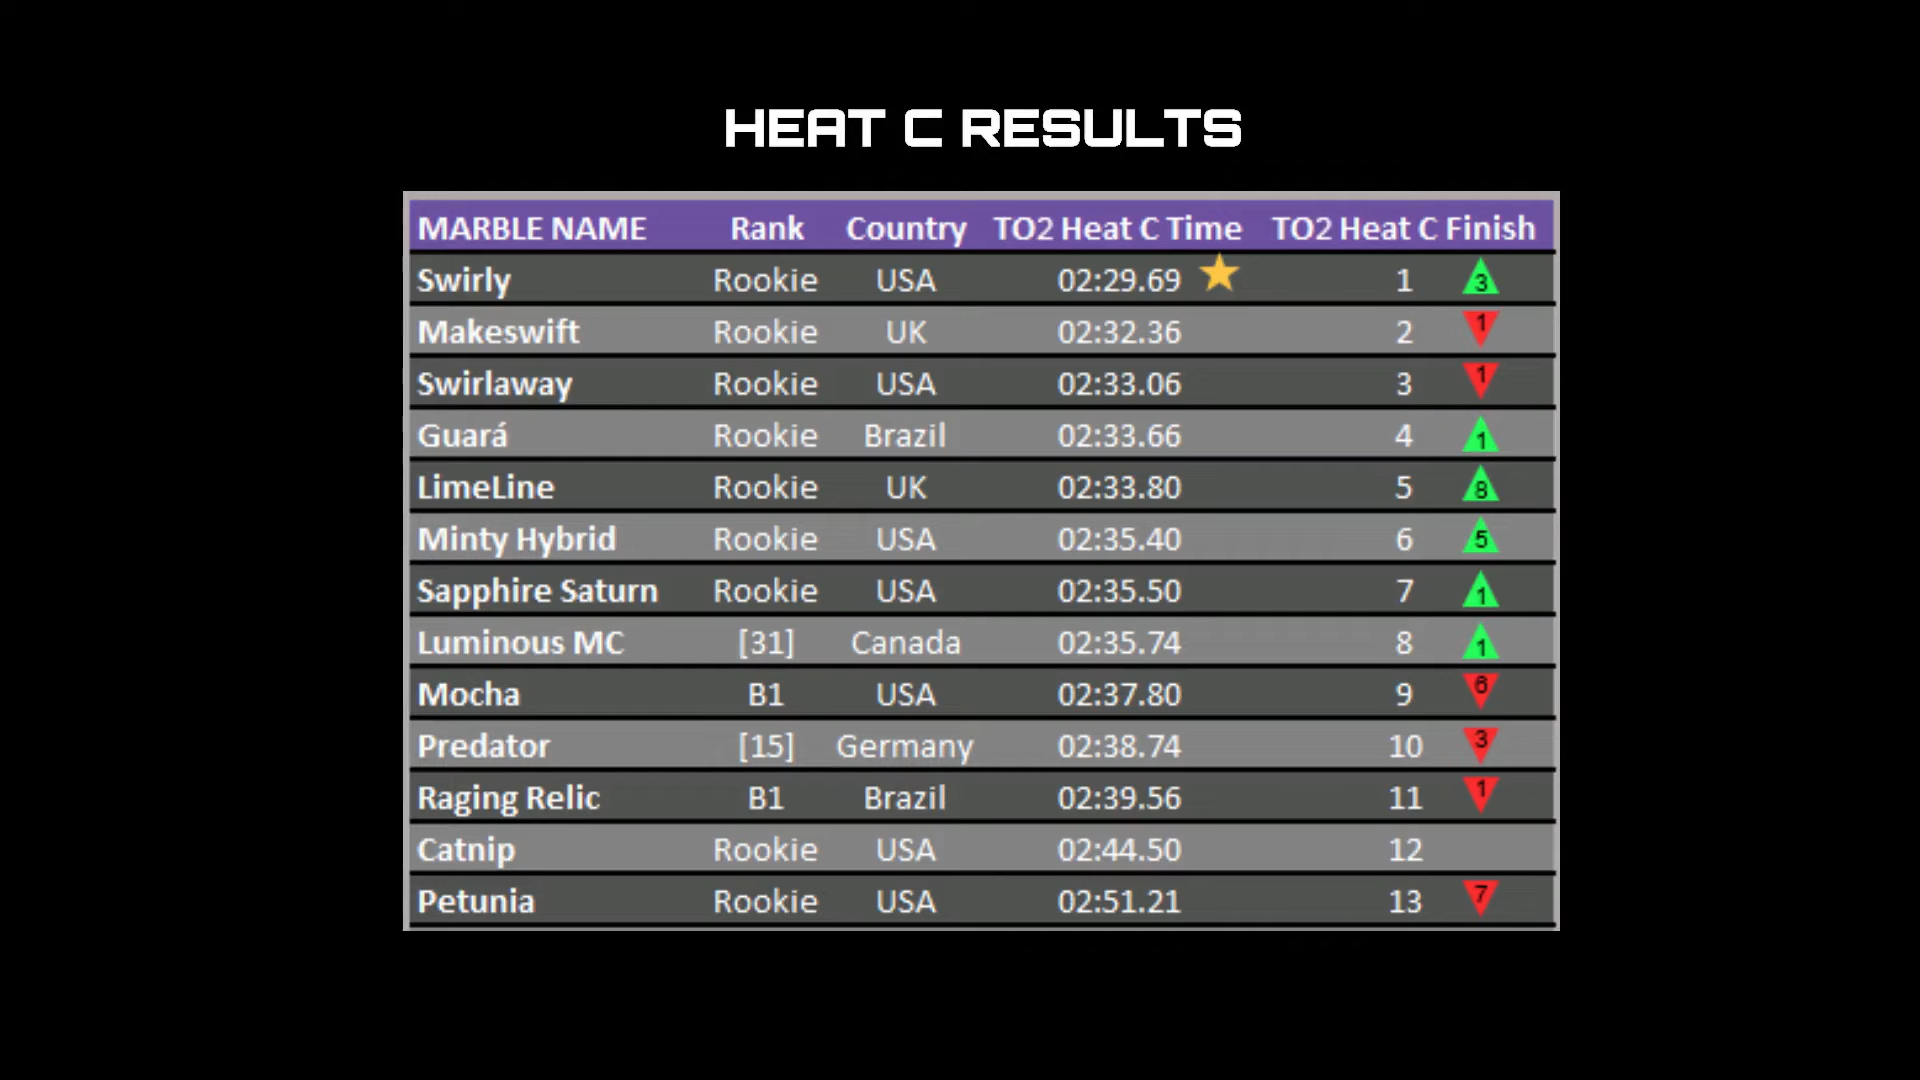 HEAT C RESULTS
MARBLE NAME Rank Country TO2 Heat C Time TO2 Heat C Finish
Swirly Rookie USA 02:29.69 1 3
Makeswift Rookie UK 02:32.36 2 1
Swirlaway Rookie USA 02:33.06 3 1
Guará Rookie Brazil 02:33.66 4 1
LimeLine Rookie UK 02:33.80 5 8
Minty Hybrid Rookie USA 02:35.40 6 5
Sapphire Saturn Rookie USA 02:35.50 7 1
Luminous MC [31] Canada 02:35.74 8 1
Mocha B1 USA 02:37.80 9 6
Predator [15] Germany 02:38.74 10 3
Raging Relic B1 Brazil 02:39.56 11 1
Catnip Rookie USA 02:44.50 12
Petunia Rookie USA 02:51.21 13 7